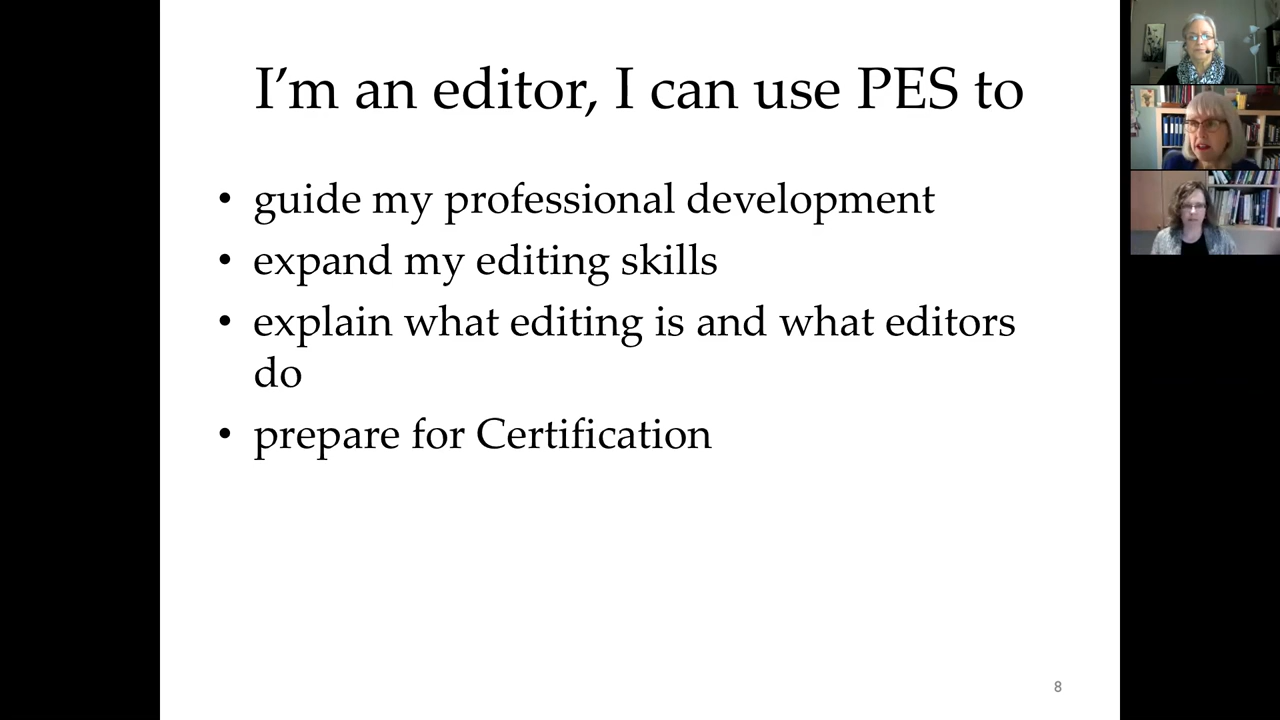 I’m an editor, I can use PES to
• guide my professional development
• expand my editing skills
• explain what editing is and what editors
do
• prepare for Certification
8